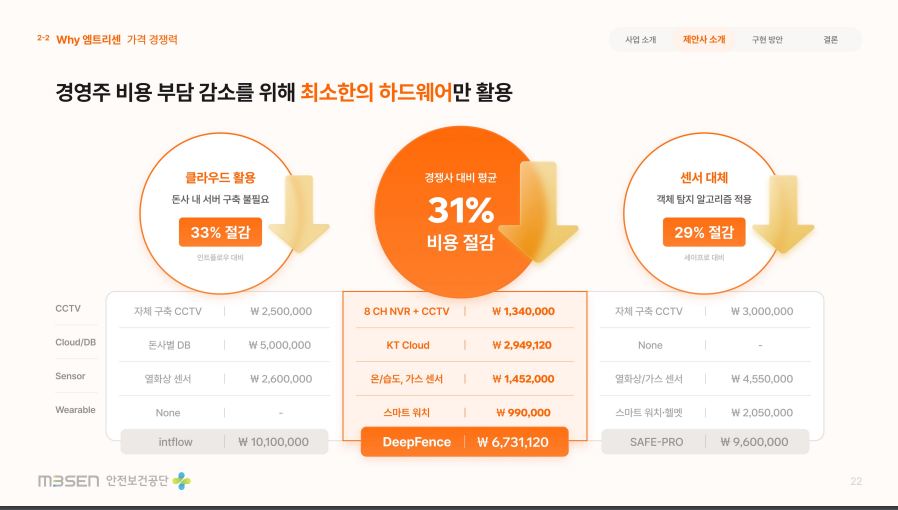 2-2 Why 엠트리센 가격 경쟁력
사업 소개 제안사 소개 구현 방안 결론
경영주 비용 부담 감소를 위해 최소한의 하드웨어만 활용
클라우드 활용
돈사 내 서버 구축 불필요
33% 절감
인트플로우 대비
경쟁사 대비 평균
31%
비용 절감
센서 대체
객체 탐지 알고리즘 적용
29% 절감
세이프로 대비
CCTV 자체 구축 CCTV | ₩ 2,500,000 8 CH NVR + CCTV | ₩ 1,340,000 자체 구축 CCTV | ₩ 3,000,000
Cloud/DB 돈사별 DB | ₩ 5,000,000 KT Cloud | ₩ 2,949,120 None | -
Sensor 열화상 센서 | ₩ 2,600,000 온/습도, 가스 센서 | ₩ 1,452,000 열화상/가스 센서 | ₩ 4,550,000
Wearable None | - 스마트 워치 | ₩ 990,000 스마트 워치·헬멧 | ₩ 2,050,000
intflow | ₩ 10,100,000 DeepFence | ₩ 6,731,120 SAFE-PRO | ₩ 9,600,000
M3SEN 안전보건공단
22